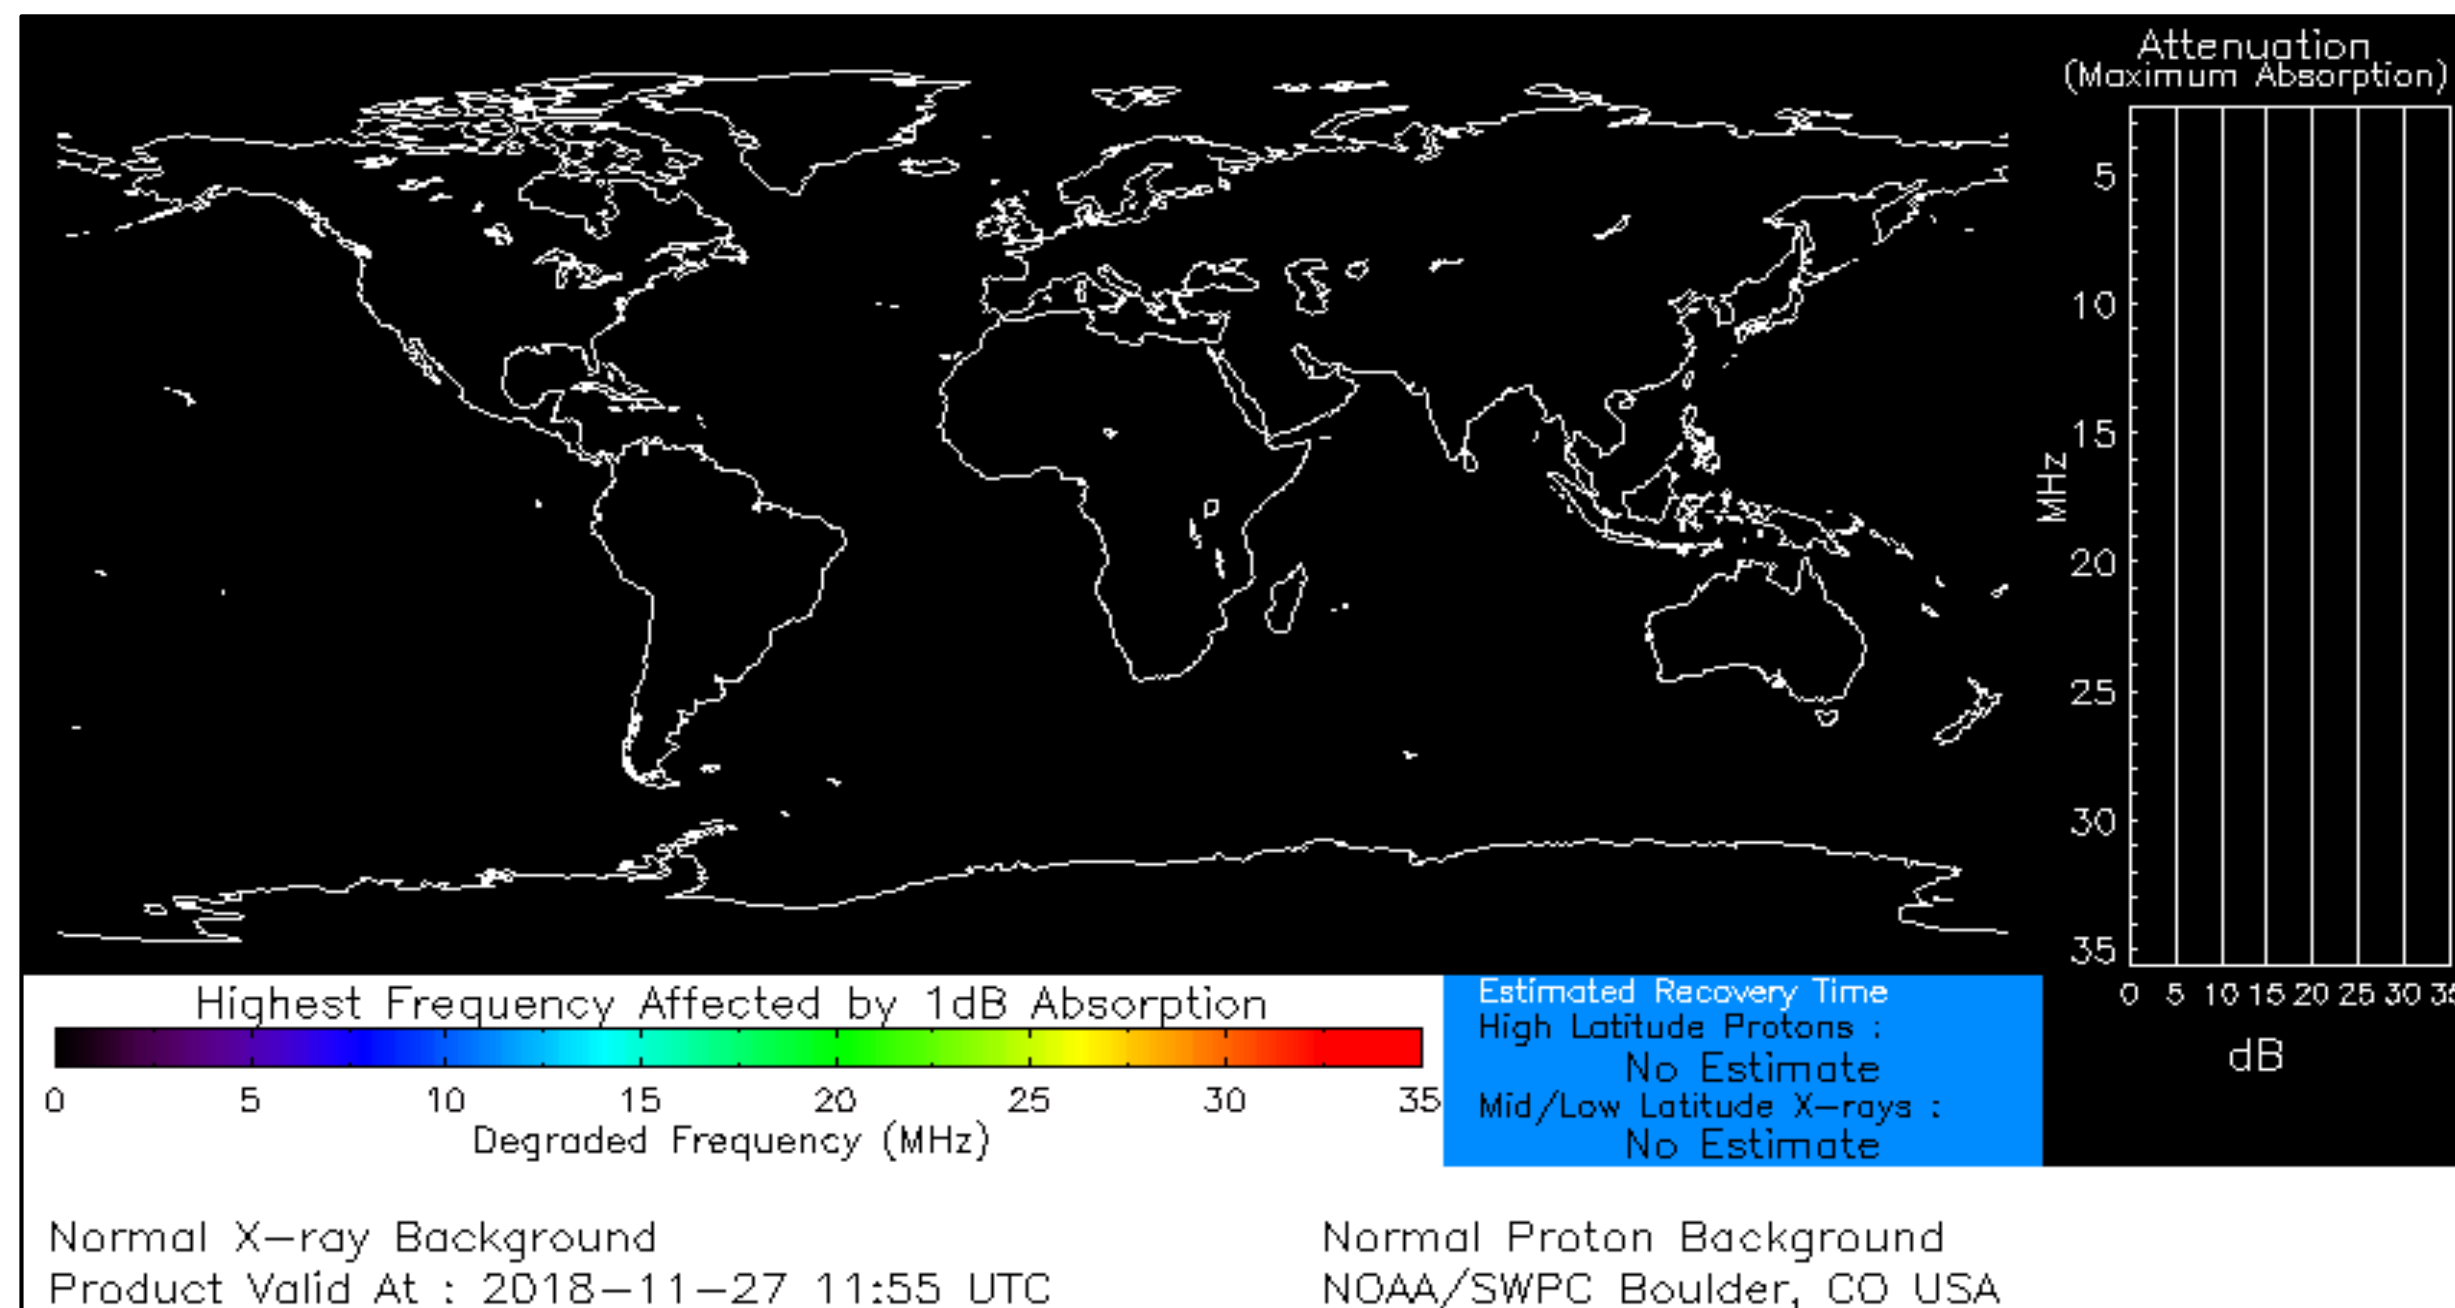 Attenuation
(Maximum Absorption)
5
10
15
20
25
30
35
MHz
0 5 10 15 20 25 30
dB
Highest Frequency Affected by 1dB Absorption
0 5 10 15 20 25 30 35
Degraded Frequency (MHz)
Estimated Recovery Time
High Latitude Protons :
No Estimate
Mid/Low Latitude X-rays :
No Estimate
Normal X-ray Background
Normal Proton Background
Product Valid At : 2018-11-27 11:55 UTC
NOAA/SWPC Boulder, CO USA